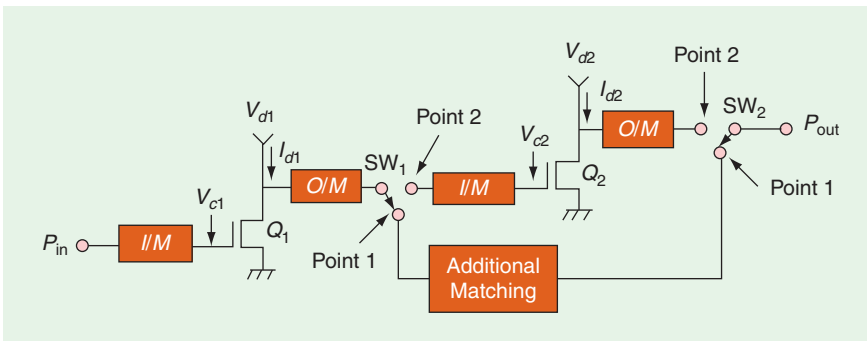 V_d2
Point 2
I_d2
SW_2
O/M
P_out
V_d1
Point 2
I_d1
V_c2
SW_1
O/M
I/M
Q_2
Point 1
V_c1
P_in
I/M
Q_1
Point 1
Additional
Matching